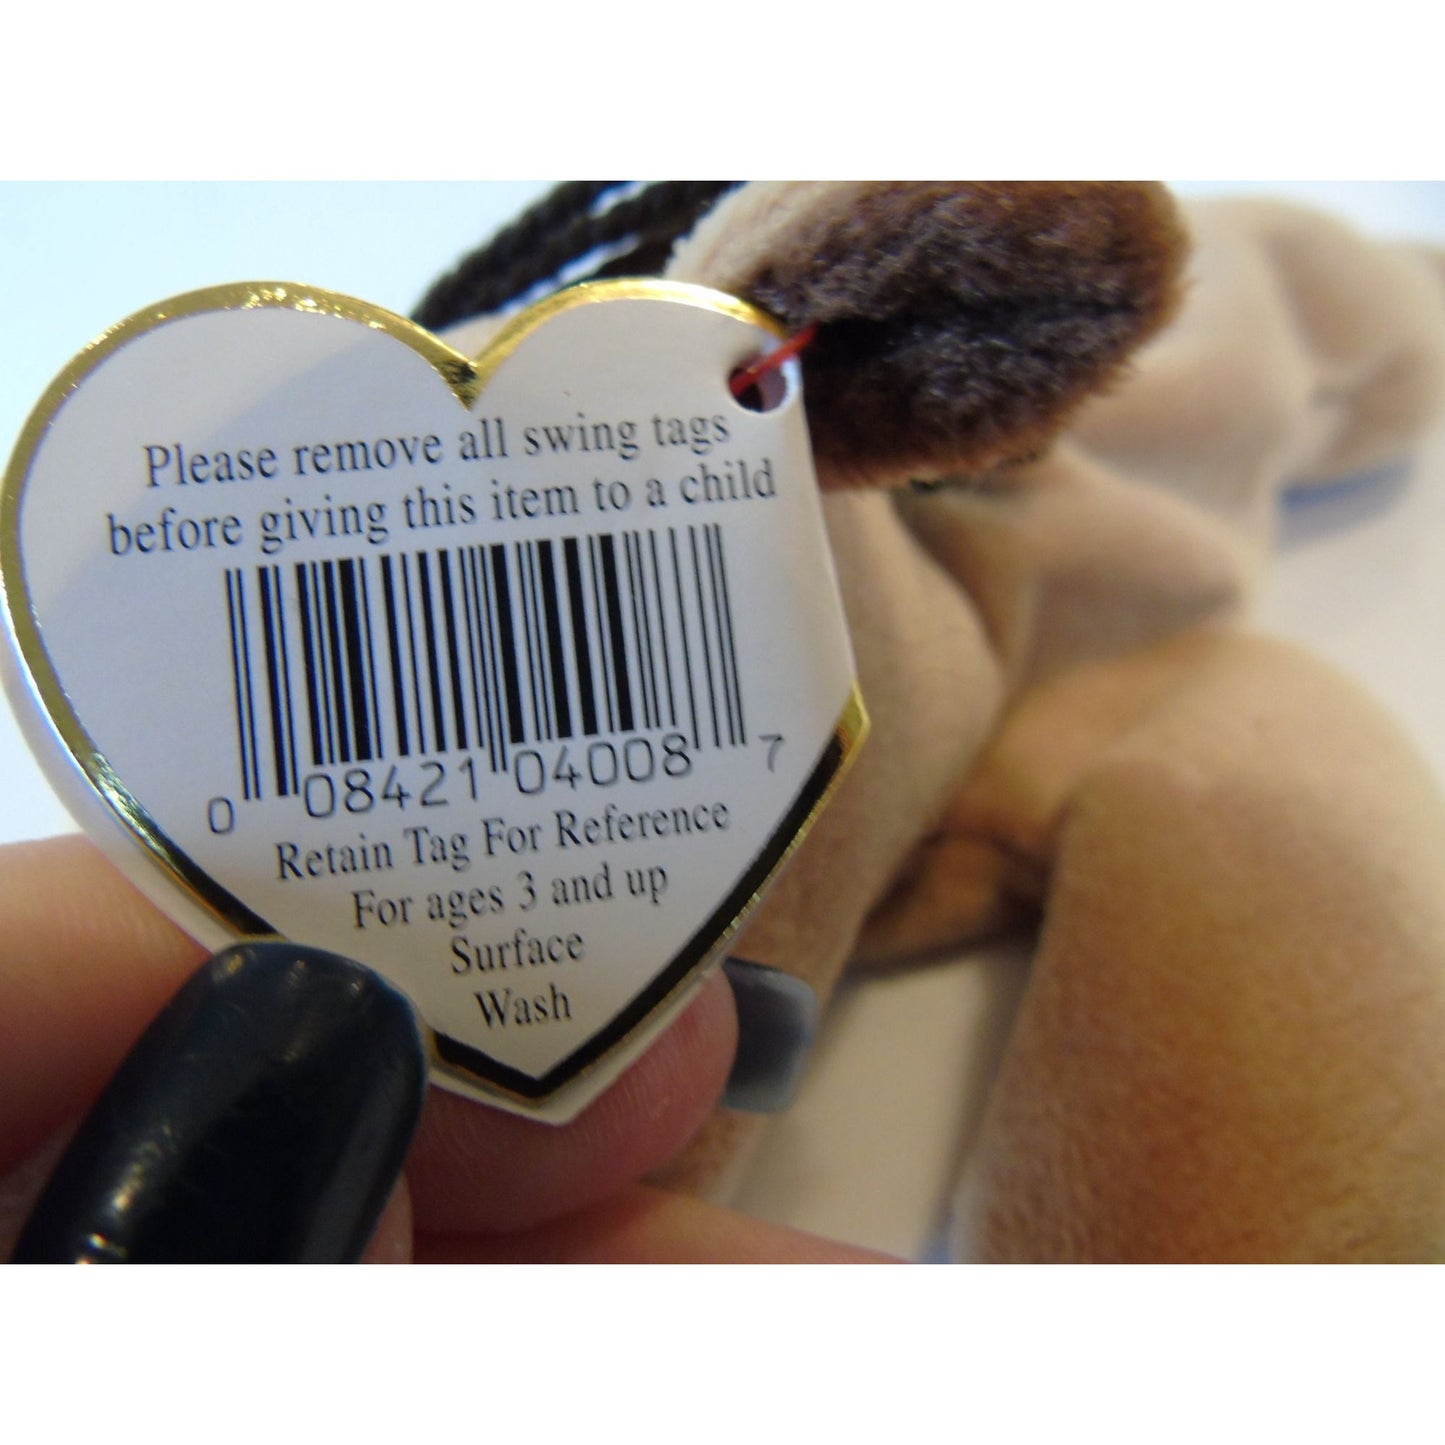 Please remove all swing tags
before giving this item to a child
0 08421 04008 7
Retain Tag For Reference
For ages 3 and up
Surface
Wash